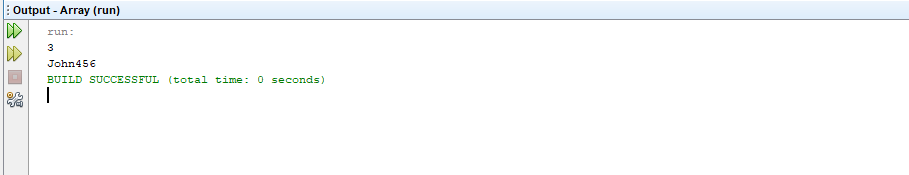 Output - Array (run)
run:
3
John456
BUILD SUCCESSFUL (total time: 0 seconds)